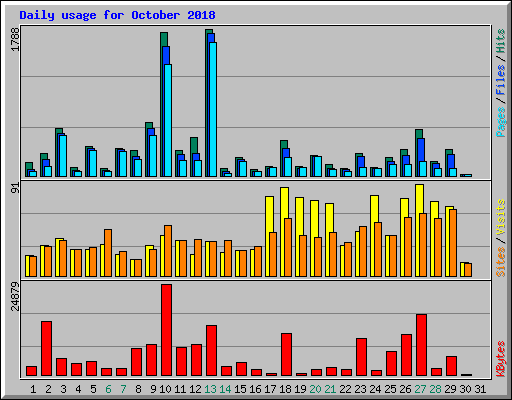 Daily usage for October 2018
1788
Pages / Files / Hits
91
Sites / Visits
24879
KBytes
1 2 3 4 5 6 7 8 9 10 11 12 13 14 15 16 17 18 19 20 21 22 23 24 25 26 27 28 29 30 31